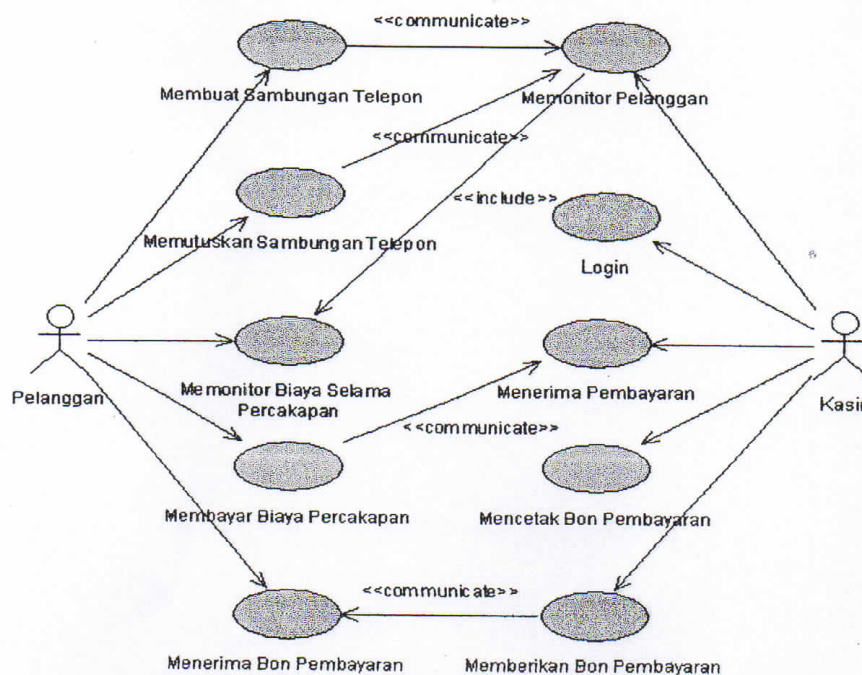 <<communicate>>
Membuat Sambungan Telepon
Memonitor Pelanggan
<<communicate>>
<<include>>
Memutuskan Sambungan Telepon
Login
Pelanggan
Memonitor Biaya Selama
Percakapan
Menerima Pembayaran
Kasir
<<communicate>>
Membayar Biaya Percakapan
Mencetak Bon Pembayaran
<<communicate>>
Menerima Bon Pembayaran
Memberikan Bon Pembayaran